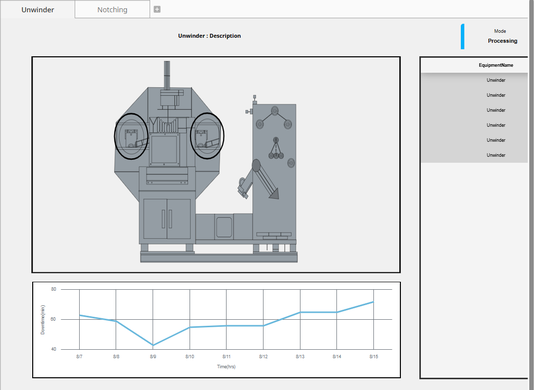 Unwinder
Notching
Unwinder : Description
Mode
Processing
EquipmentName
Unwinder
Unwinder
Unwinder
Unwinder
Unwinder
Unwinder
80
60
40
8/7
8/8
8/9
8/10
8/11
8/12
8/13
8/14
8/15
Time(hrs)